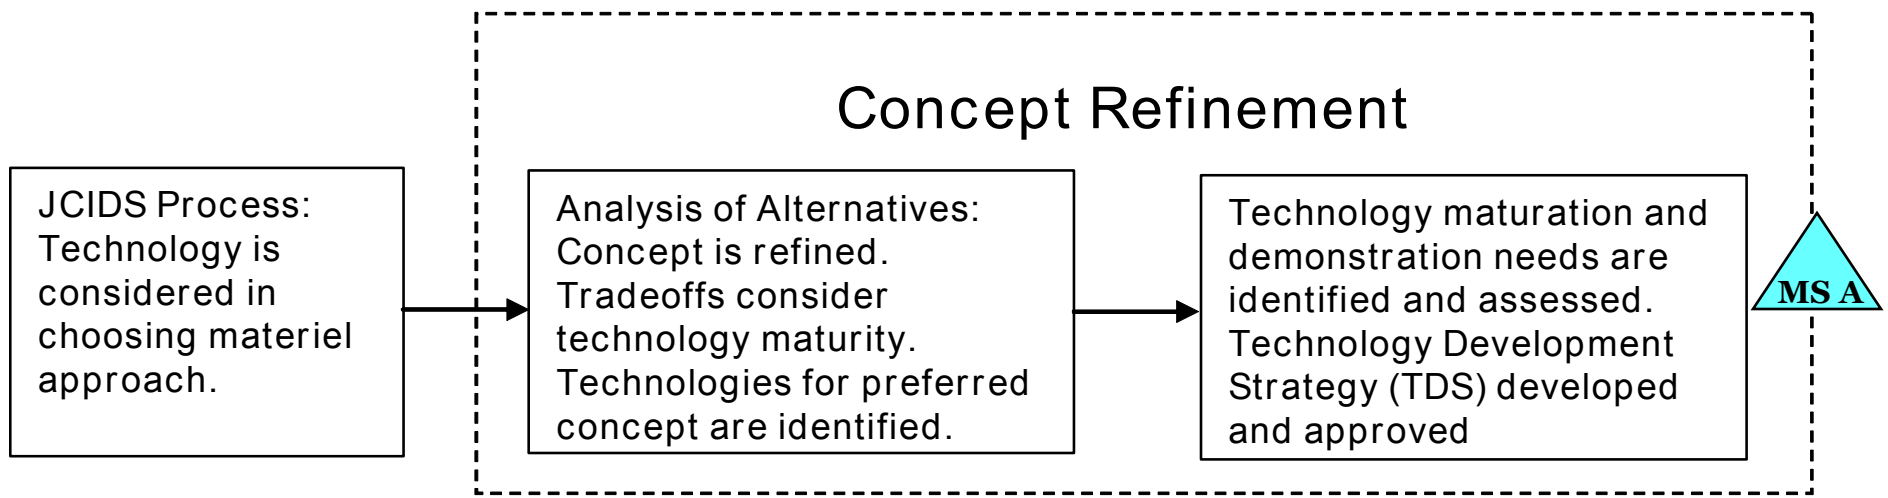 Concept Refinement
JCIDS Process:
Technology is
considered in
choosing materiel
approach.
Analysis of Alternatives:
Concept is refined.
Tradeoffs consider
technology maturity.
Technologies for preferred
concept are identified.
Technology maturation and
demonstration needs are
identified and assessed.
Technology Development
Strategy (TDS) developed
and approved
MS A